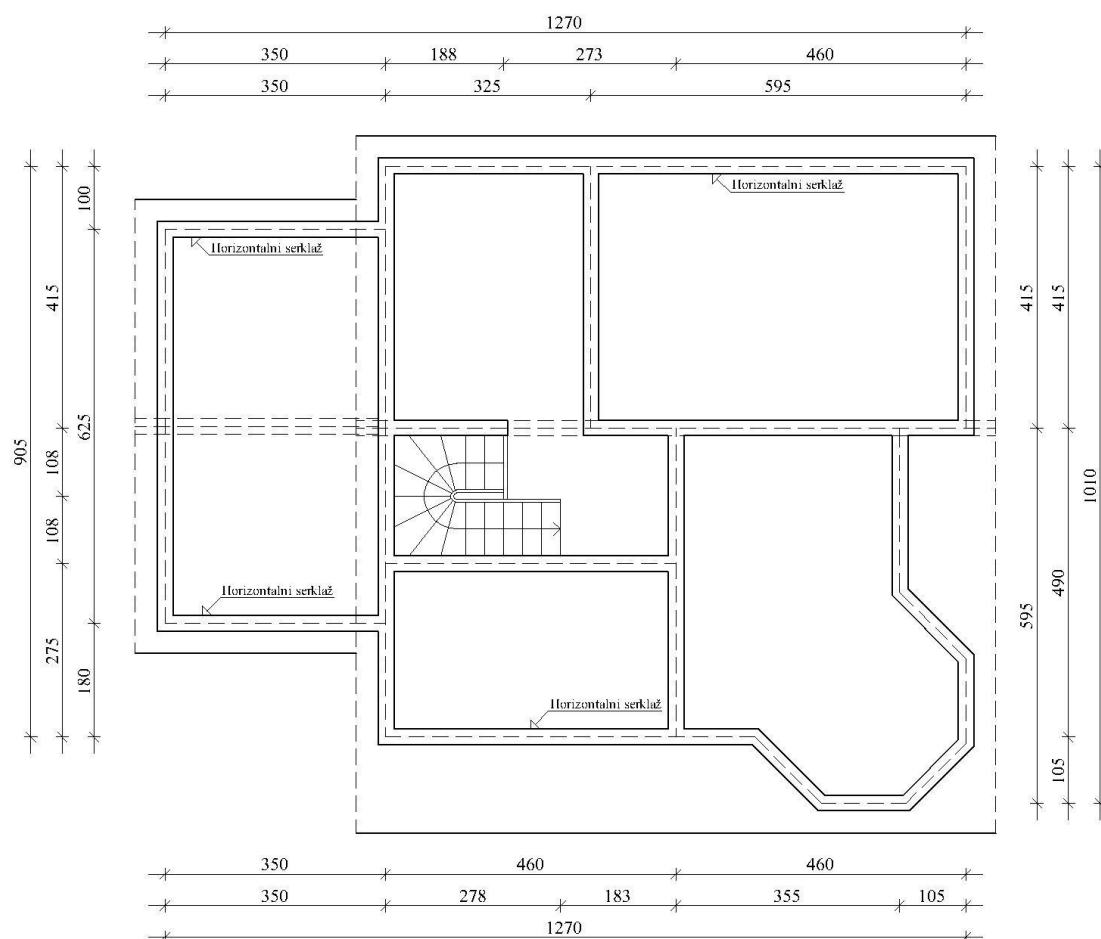 1270
350 188 273 460
350 325 595
Horizontalni serklaž
Horizontalni serklaž
Horizontalni serklaž
Horizontalni serklaž
905
415
108
108
275
100
625
180
415
595
415
490
105
1010
350 460 460
350 278 183 355 105
1270